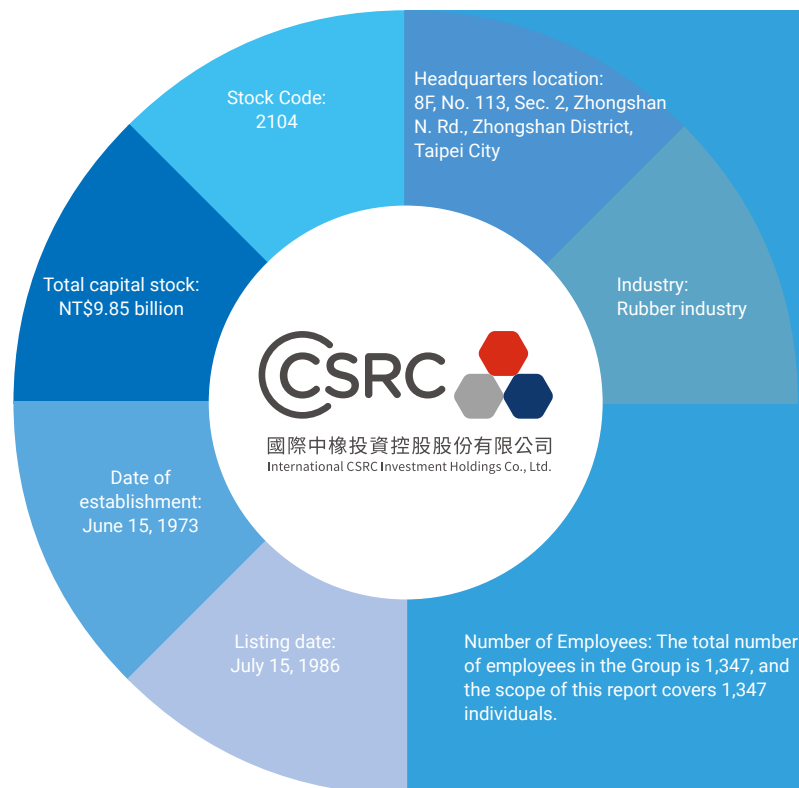 Stock Code:
2104
Headquarters location:
8F, No. 113, Sec. 2, Zhongshan
N. Rd., Zhongshan District,
Taipei City
Total capital stock:
NT$9.85 billion
Industry:
Rubber industry
CSRC
國際中橡投資控股股份有限公司
International CSRC Investment Holdings Co., Ltd.
Date of
establishment:
June 15, 1973
Listing date:
July 15, 1986
Number of Employees: The total number
of employees in the Group is 1,347, and
the scope of this report covers 1,347
individuals.